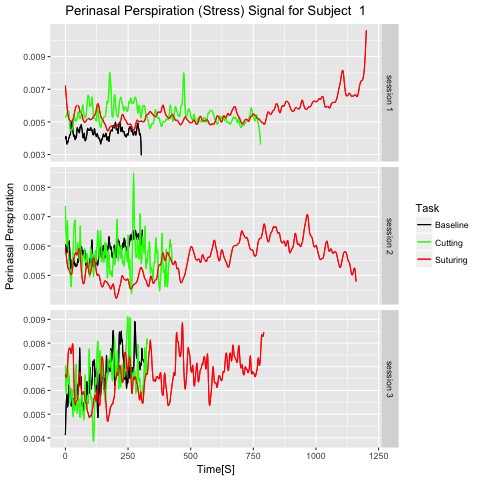 Perinasal Perspiration (Stress) Signal for Subject 1
Perinasal Perspiration
0.009
0.007
0.005
0.003
session 1
0.008
0.007
0.006
0.005
session 2
0.009
0.008
0.007
0.006
0.005
0.004
session 3
0
250
500
750
1000
1250
Time[S]
Task
Baseline
Cutting
Suturing